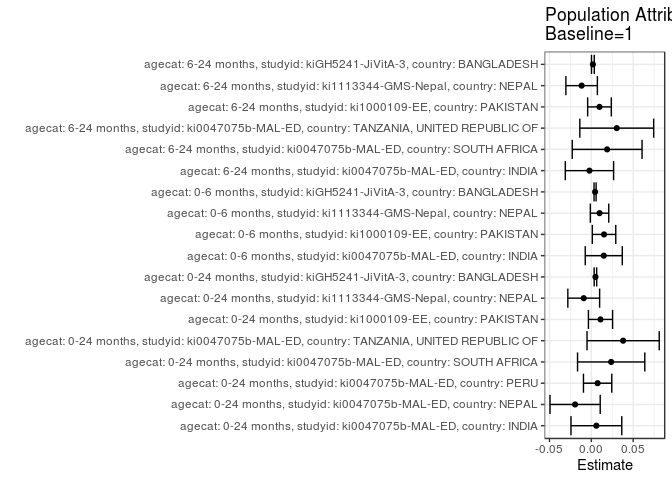 Population Attrib
Baseline=1
agecat: 6-24 months, studyid: kiGH5241-JiVitA-3, country: BANGLADESH
agecat: 6-24 months, studyid: ki1113344-GMS-Nepal, country: NEPAL
agecat: 6-24 months, studyid: ki1000109-EE, country: PAKISTAN
agecat: 6-24 months, studyid: ki0047075b-MAL-ED, country: TANZANIA, UNITED REPUBLIC OF
agecat: 6-24 months, studyid: ki0047075b-MAL-ED, country: SOUTH AFRICA
agecat: 6-24 months, studyid: ki0047075b-MAL-ED, country: INDIA
agecat: 0-6 months, studyid: kiGH5241-JiVitA-3, country: BANGLADESH
agecat: 0-6 months, studyid: ki1113344-GMS-Nepal, country: NEPAL
agecat: 0-6 months, studyid: ki1000109-EE, country: PAKISTAN
agecat: 0-6 months, studyid: ki0047075b-MAL-ED, country: INDIA
agecat: 0-24 months, studyid: kiGH5241-JiVitA-3, country: BANGLADESH
agecat: 0-24 months, studyid: ki1113344-GMS-Nepal, country: NEPAL
agecat: 0-24 months, studyid: ki1000109-EE, country: PAKISTAN
agecat: 0-24 months, studyid: ki0047075b-MAL-ED, country: TANZANIA, UNITED REPUBLIC OF
agecat: 0-24 months, studyid: ki0047075b-MAL-ED, country: SOUTH AFRICA
agecat: 0-24 months, studyid: ki0047075b-MAL-ED, country: PERU
agecat: 0-24 months, studyid: ki0047075b-MAL-ED, country: NEPAL
agecat: 0-24 months, studyid: ki0047075b-MAL-ED, country: INDIA
-0.05 0.00 0.05
Estimate